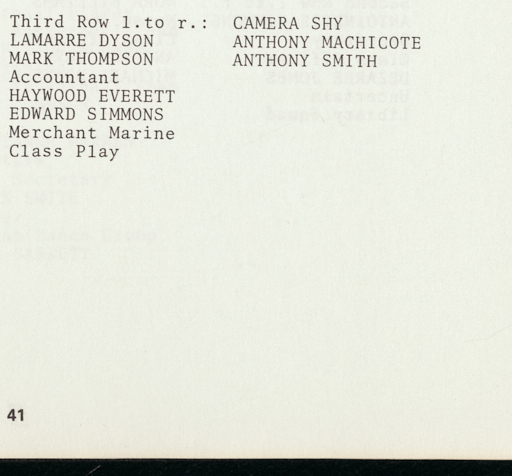 Third Row l.to r.:
LAMARRE DYSON
MARK THOMPSON
Accountant
HAYWOOD EVERETT
EDWARD SIMMONS
Merchant Marine
Class Play
CAMERA SHY
ANTHONY MACHICOTE
ANTHONY SMITH
41